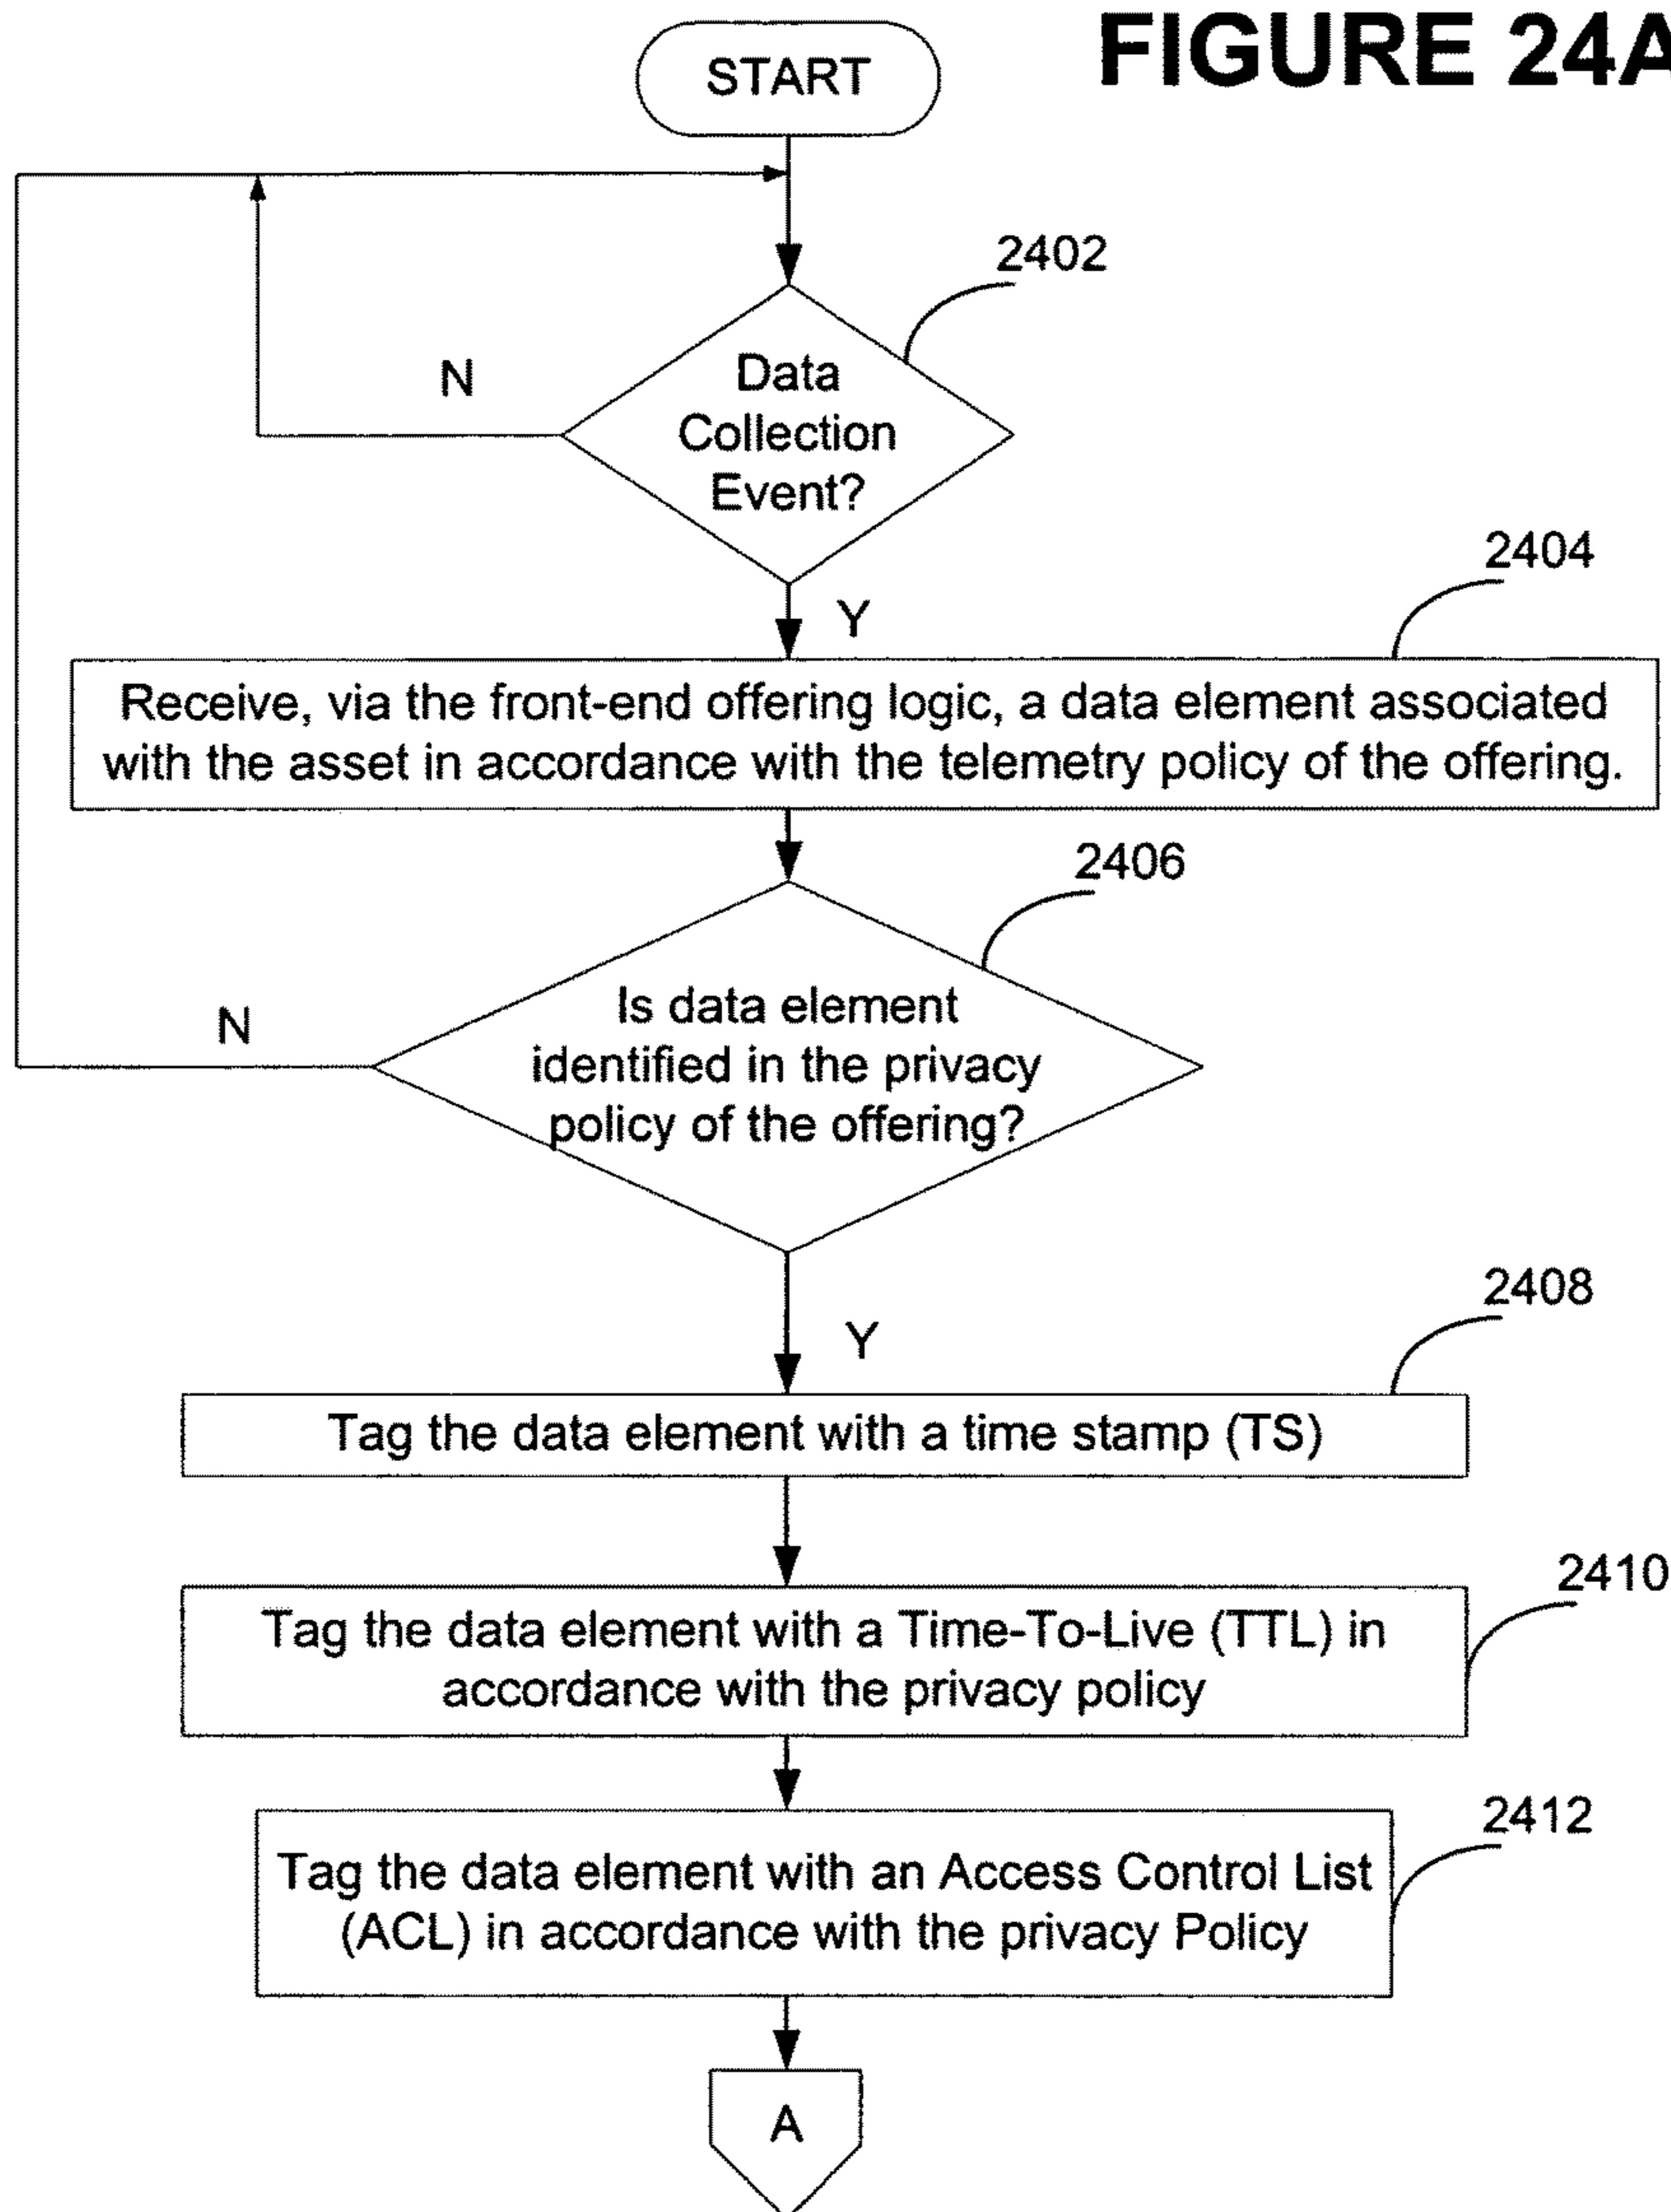 FIGURE 24A
START
2402
Data
Collection
Event?
N
Y
2404
Receive, via the front-end offering logic, a data element associated
with the asset in accordance with the telemetry policy of the offering.
2406
Is data element
identified in the privacy
policy of the offering?
N
Y
2408
Tag the data element with a time stamp (TS)
2410
Tag the data element with a Time-To-Live (TTL) in
accordance with the privacy policy
2412
Tag the data element with an Access Control List
(ACL) in accordance with the privacy Policy
A